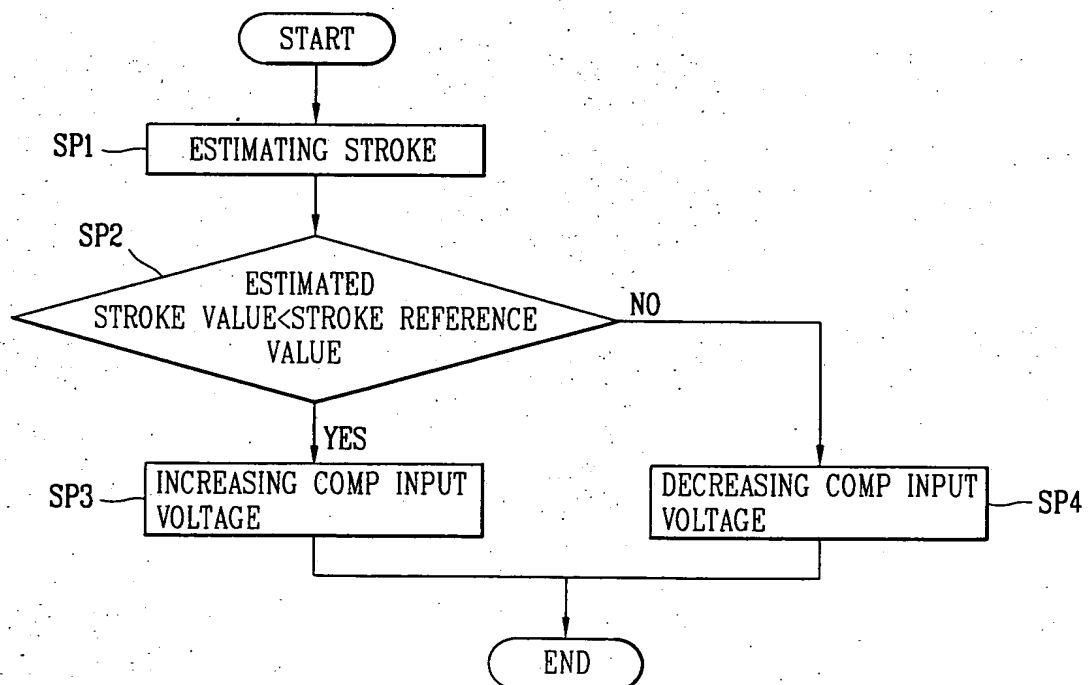 START
SP1
ESTIMATING STROKE
SP2
ESTIMATED
STROKE VALUE<STROKE REFERENCE
VALUE
NO
YES
SP3
INCREASING COMP INPUT
VOLTAGE
DECREASING COMP INPUT
VOLTAGE
SP4
END